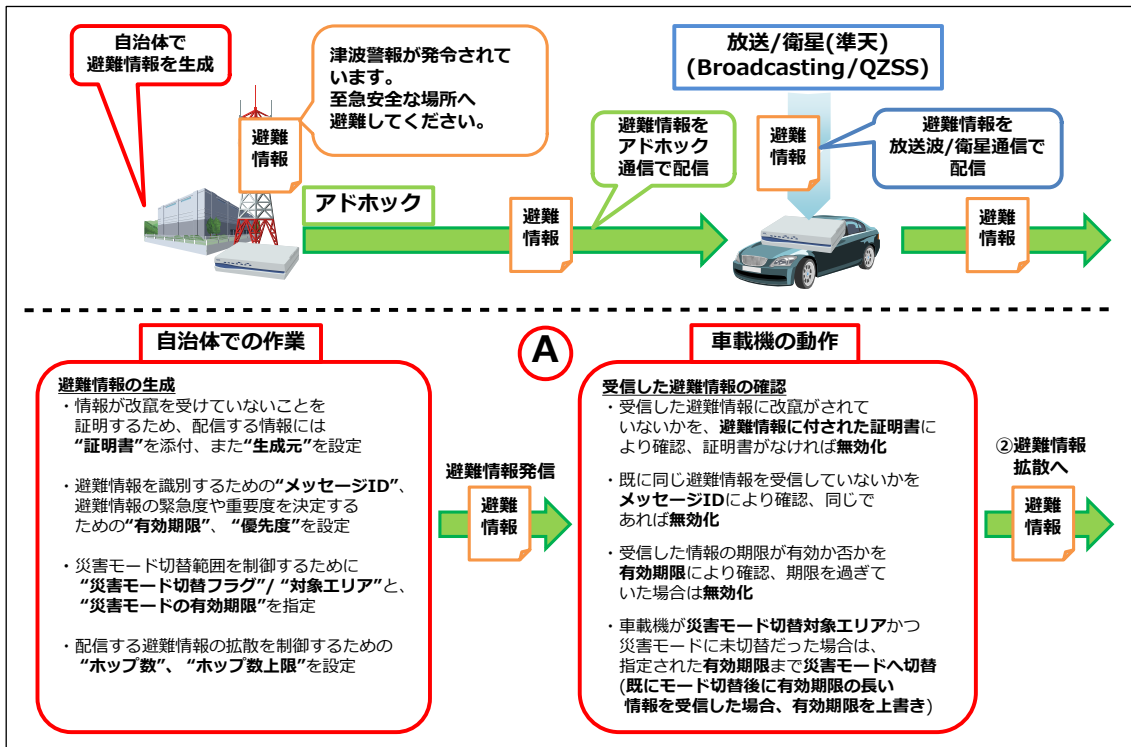 自治体で
避難情報を生成
避難
情報
津波警報が発令されて
います。
至急安全な場所へ
避難してください。
アドホック
避難
情報
避難情報を
アドホック
通信で配信
放送/衛星(準天)
(Broadcasting/QZSS)
避難
情報
避難情報を
放送波/衛星通信で
配信
避難
情報
自治体での作業
避難情報の生成
・情報が改竄を受けていないことを
証明するため、配信する情報には
“証明書”を添付、また“生成元”を設定
・避難情報を識別するための“メッセージID”、
避難情報の緊急度や重要度を決定する
ための“有効期限”、 “優先度”を設定
・災害モード切替範囲を制御するために
“災害モード切替フラグ”/ “対象エリア”と、
“災害モードの有効期限”を指定
・配信する避難情報の拡散を制御するための
“ホップ数”、 “ホップ数上限”を設定
避難情報発信
避難
情報
A
車載機の動作
受信した避難情報の確認
・受信した避難情報に改竄がされて
いないかを、避難情報に付された証明書に
より確認、証明書がなければ無効化
・既に同じ避難情報を受信していないかを
メッセージIDにより確認、同じで
あれば無効化
・受信した情報の期限が有効か否かを
有効期限により確認、期限を過ぎて
いた場合は無効化
・車載機が災害モード切替対象エリアかつ
災害モードに未切替だった場合は、
指定された有効期限まで災害モードへ切替
(既にモード切替後に有効期限の長い
情報を受信した場合、有効期限を上書き)
②避難情報
拡散へ
避難
情報